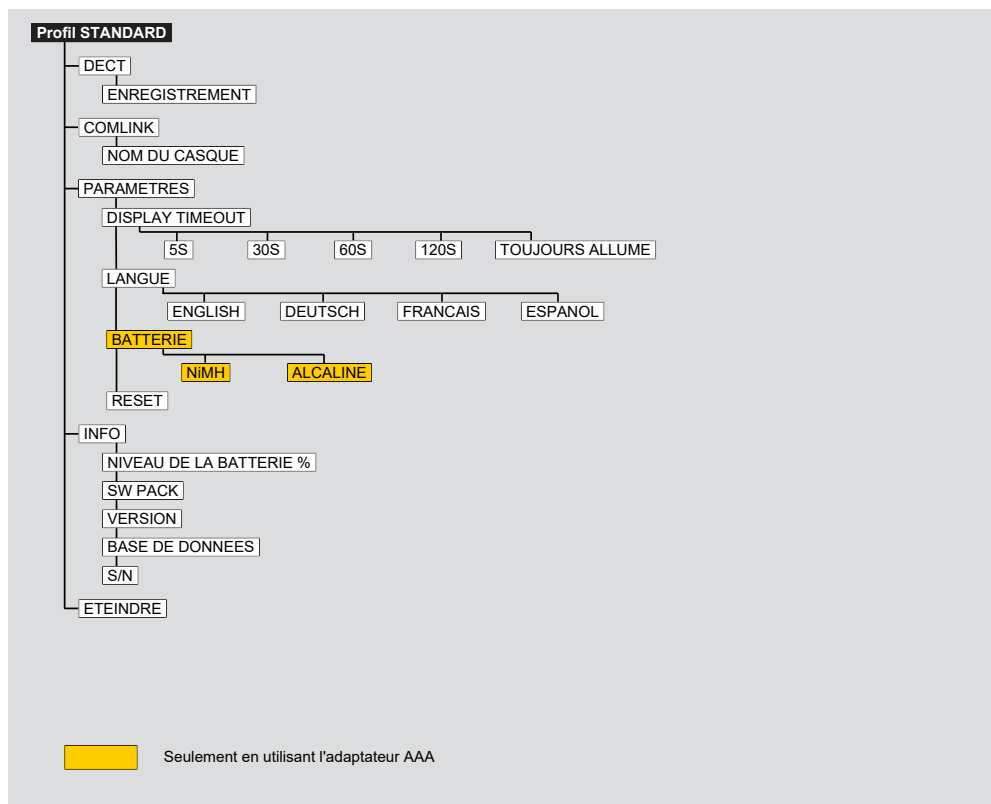 Profil STANDARD
DECT
ENREGISTREMENT
COMLINK
NOM DU CASQUE
PARAMETRES
DISPLAY TIMEOUT
5S 30S 60S 120S TOUJOURS ALLUME
LANGUE
ENGLISH DEUTSCH FRANCAIS ESPANOL
BATTERIE
NiMH ALCALINE
RESET
INFO
NIVEAU DE LA BATTERIE %
SW PACK
VERSION
BASE DE DONNEES
S/N
ETEINDRE
Seulement en utilisant l'adaptateur AAA